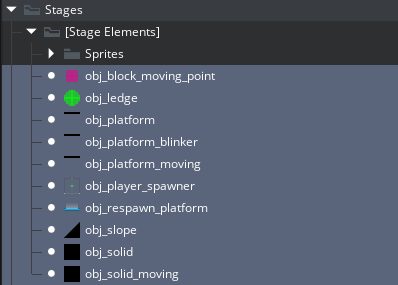 Stages
[Stage Elements]
Sprites
obj_block_moving_point
obj_ledge
obj_platform
obj_platform_blinker
obj_platform_moving
obj_player_spawner
obj_respawn_platform
obj_slope
obj_solid
obj_solid_moving